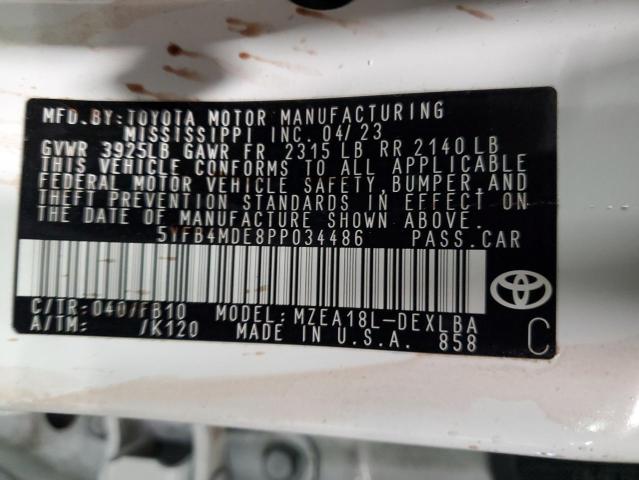 MFD. BY: TOYOTA MOTOR MANUFACTURING
MISSISSIPPI INC. 04/23
GVWR 3925LB GAWR FR 2315 LB RR 2140 LB
THIS VEHICLE CONFORMS TO ALL APPLICABLE
FEDERAL MOTOR VEHICLE SAFETY, BUMPER, AND
THEFT PREVENTION STANDARDS IN EFFECT ON
THE DATE OF MANUFACTURE SHOWN ABOVE.
5YFB4MDE8PP034486 PASS. CAR
C/TR: 040/FB10 MODEL: MZEA18L-DEXLBA
A/TM: /K120 MADE IN U.S.A. 858
C